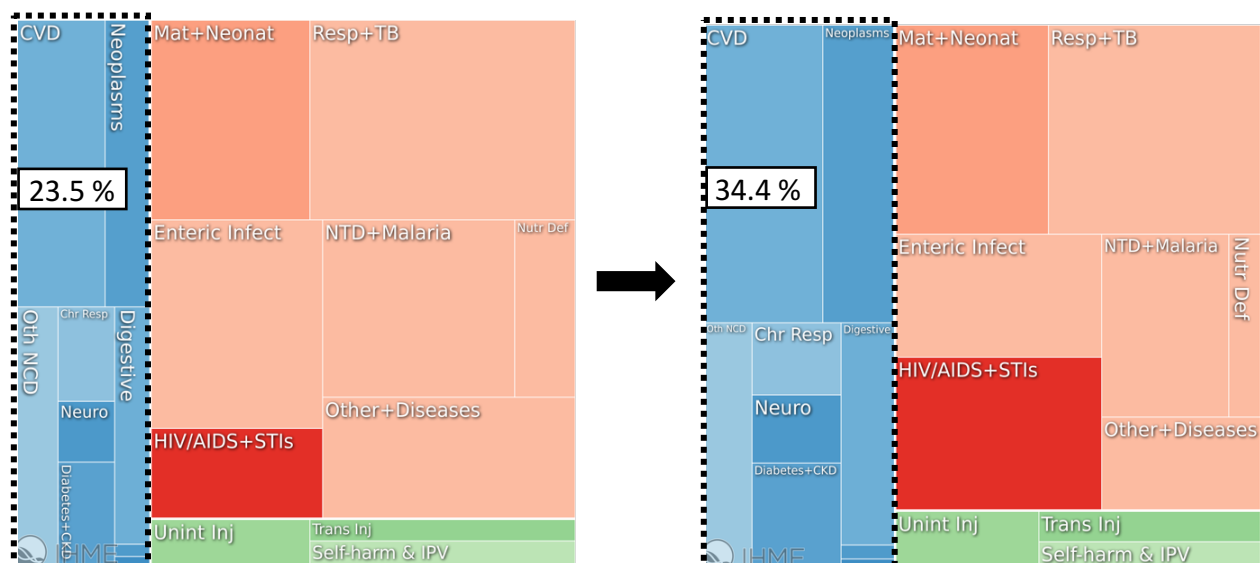 CVD
Neoplasms
Mat+Neonat
Resp+TB
23.5 %
Enteric Infect
NTD+Malaria
Nutr Def
Oth NCD
Chr Resp
Digestive
Neuro
Other+Diseases
HIV/AIDS+STIs
Diabetes+CKD
Unint Inj
Trans Inj
Self-harm & IPV
IHME
CVD
Neoplasms
Mat+Neonat
Resp+TB
34.4 %
Enteric Infect
NTD+Malaria
Nutr Def
Oth NCD
Chr Resp
Digestive
HIV/AIDS+STIs
Neuro
Other+Diseases
Diabetes+CKD
Unint Inj
Trans Inj
Self-harm & IPV
IHME